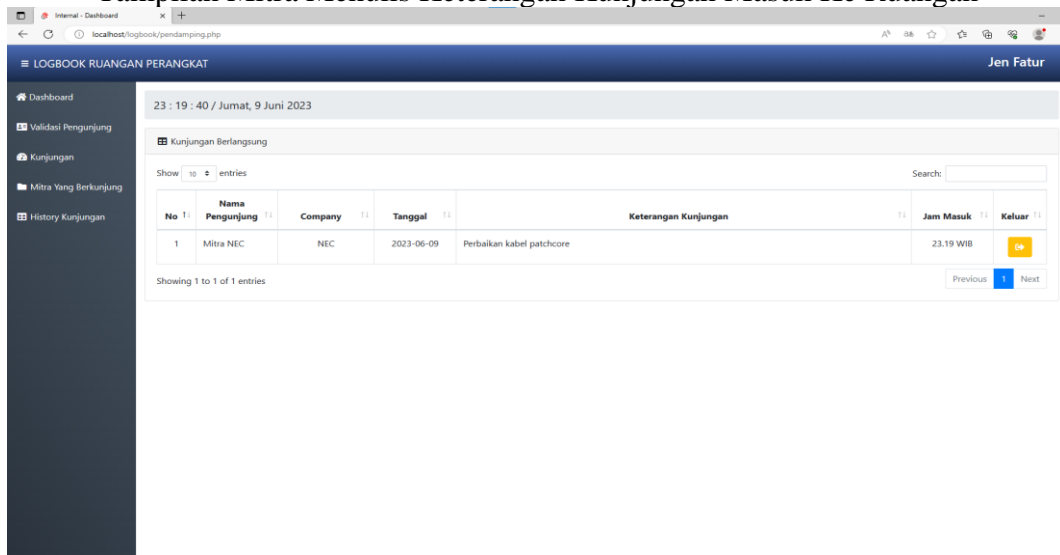 Tampilan Mitra Menulis Keterangan Kunjungan Masuk Ke Ruangan
Internal - Dashboard
localhost/logbook/pendamping.php
LOGBOOK RUANGAN PERANGKAT
Jen Fatur
Dashboard
Validasi Pengunjung
Kunjungan
Mitra Yang Berkunjung
History Kunjungan
23 : 19 : 40 / Jumat, 9 Juni 2023
Kunjungan Berlangsung
Show 10 entries
Search:
No Nama Pengunjung Company Tanggal Keterangan Kunjungan Jam Masuk Keluar
1 Mitra NEC NEC 2023-06-09 Perbaikan kabel patchcore 23.19 WIB
Showing 1 to 1 of 1 entries
Previous 1 Next